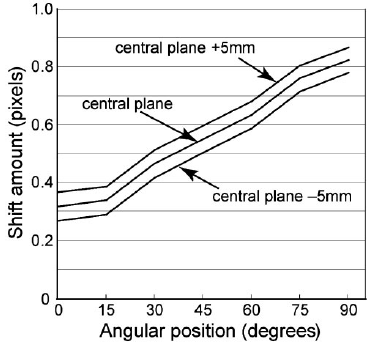 1.0
central plane +5mm
0.8
central plane
0.6
0.4
central plane –5mm
0.2
0
0 15 30 45 60 75 90
Shift amount (pixels)
Angular position (degrees)